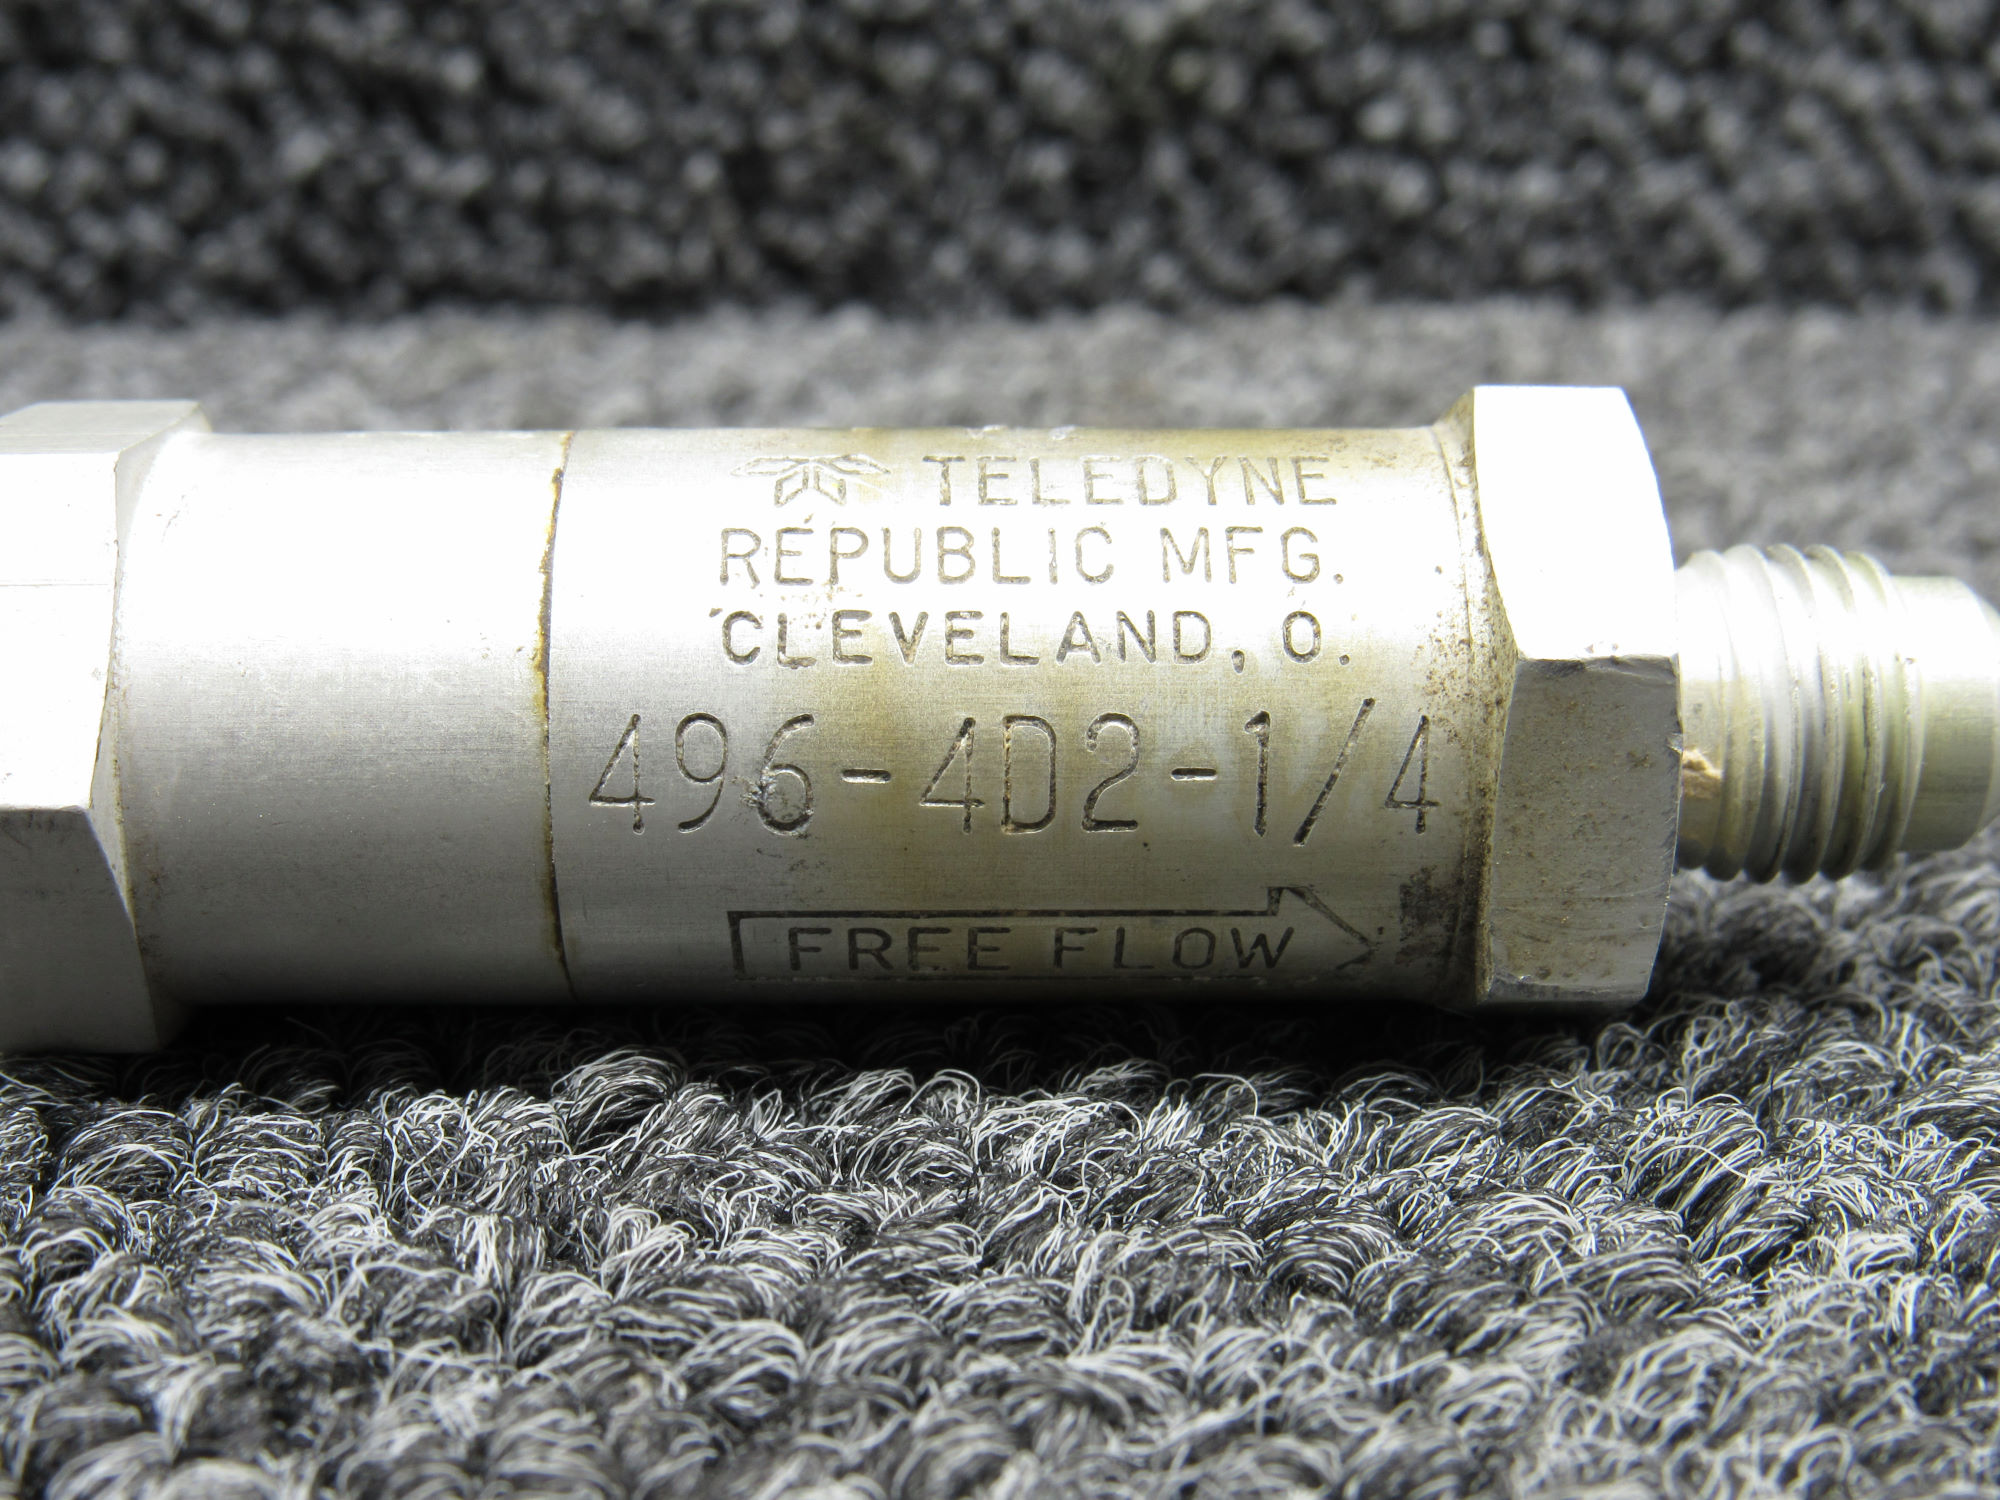 TELEDYNE
REPUBLIC MFG.
CLEVELAND, O.
496-4D2-1/4
FREE FLOW